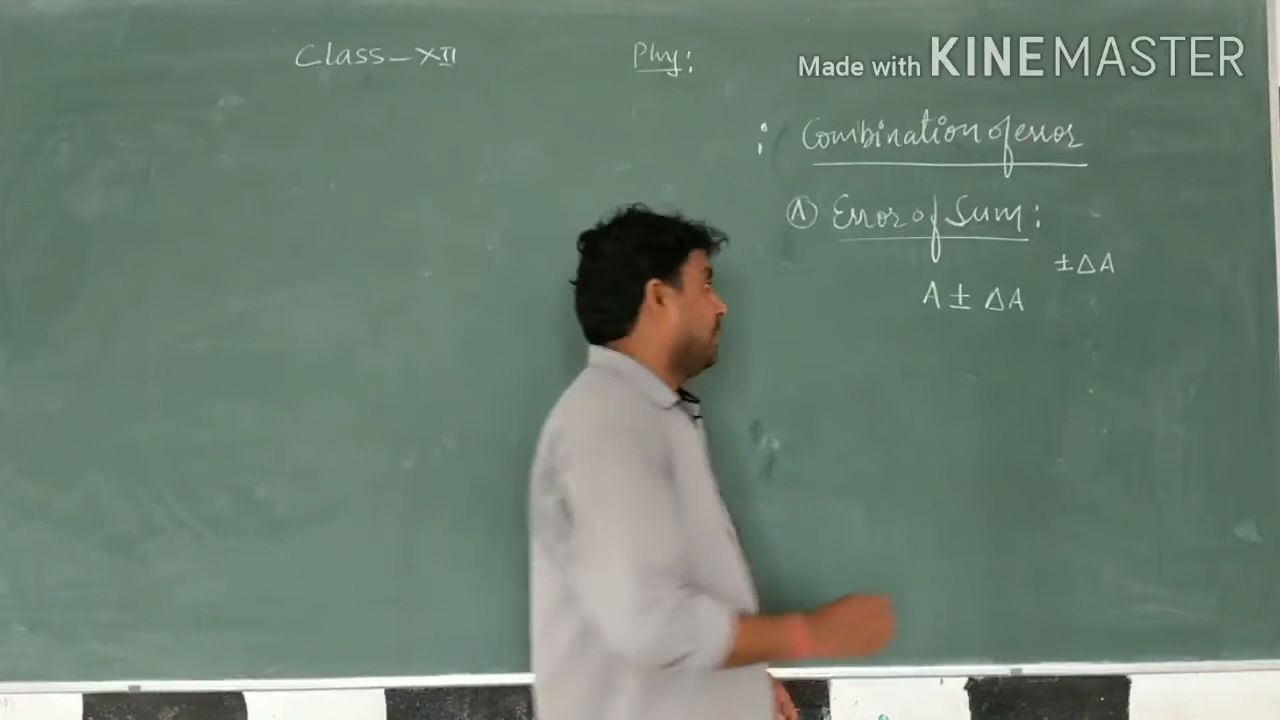 Class-XII Phy:
Made with KINEMASTER
: Combination of error
(A) Error of Sum:
± ΔA
A ± ΔA